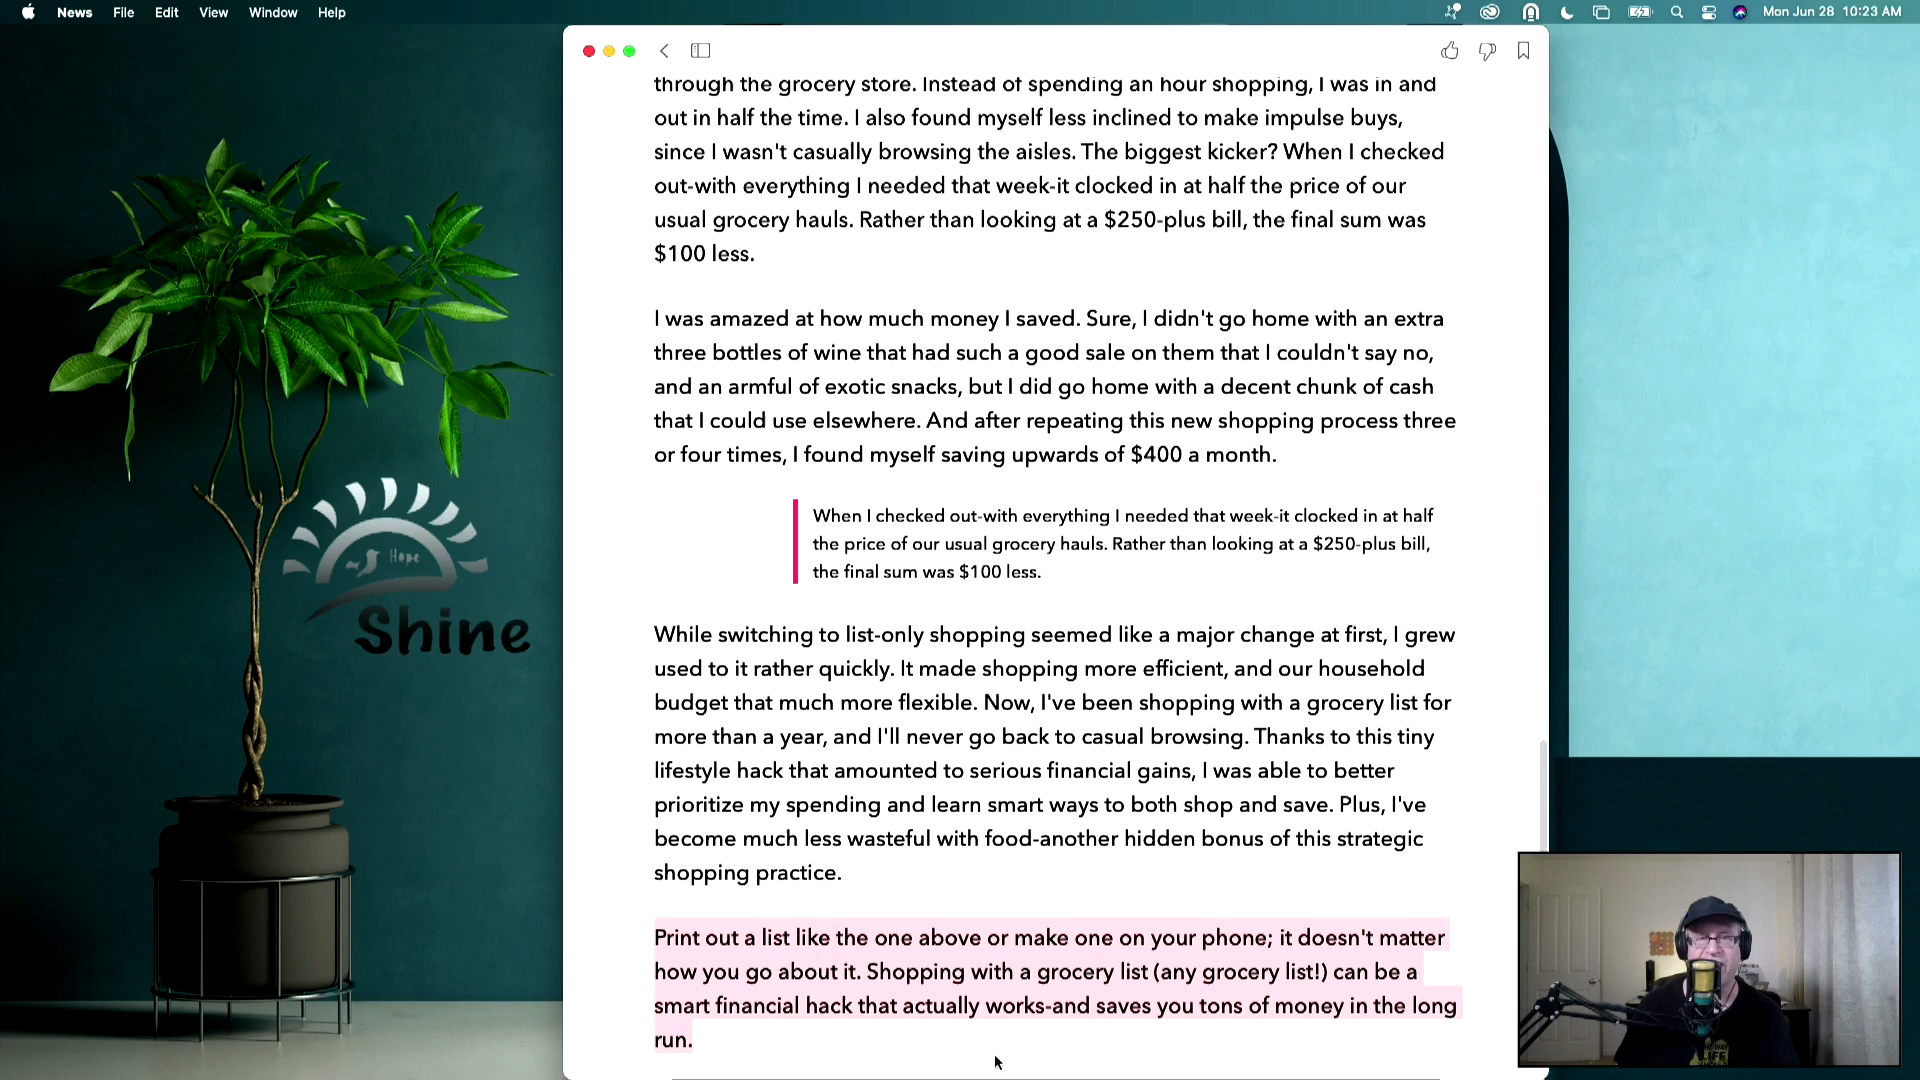 News File Edit View Window Help
Mon Jun 28 10:23 AM
through the grocery store. Instead of spending an hour shopping, I was in and
out in half the time. I also found myself less inclined to make impulse buys,
since I wasn't casually browsing the aisles. The biggest kicker? When I checked
out-with everything I needed that week-it clocked in at half the price of our
usual grocery hauls. Rather than looking at a $250-plus bill, the final sum was
$100 less.
I was amazed at how much money I saved. Sure, I didn't go home with an extra
three bottles of wine that had such a good sale on them that I couldn't say no,
and an armful of exotic snacks, but I did go home with a decent chunk of cash
that I could use elsewhere. And after repeating this new shopping process three
or four times, I found myself saving upwards of $400 a month.
When I checked out-with everything I needed that week-it clocked in at half
the price of our usual grocery hauls. Rather than looking at a $250-plus bill,
the final sum was $100 less.
While switching to list-only shopping seemed like a major change at first, I grew
used to it rather quickly. It made shopping more efficient, and our household
budget that much more flexible. Now, I've been shopping with a grocery list for
more than a year, and I'll never go back to casual browsing. Thanks to this tiny
lifestyle hack that amounted to serious financial gains, I was able to better
prioritize my spending and learn smart ways to both shop and save. Plus, I've
become much less wasteful with food-another hidden bonus of this strategic
shopping practice.
Print out a list like the one above or make one on your phone; it doesn't matter
how you go about it. Shopping with a grocery list (any grocery list!) can be a
smart financial hack that actually works-and saves you tons of money in the long
run.
Hope
Shine
LIFE